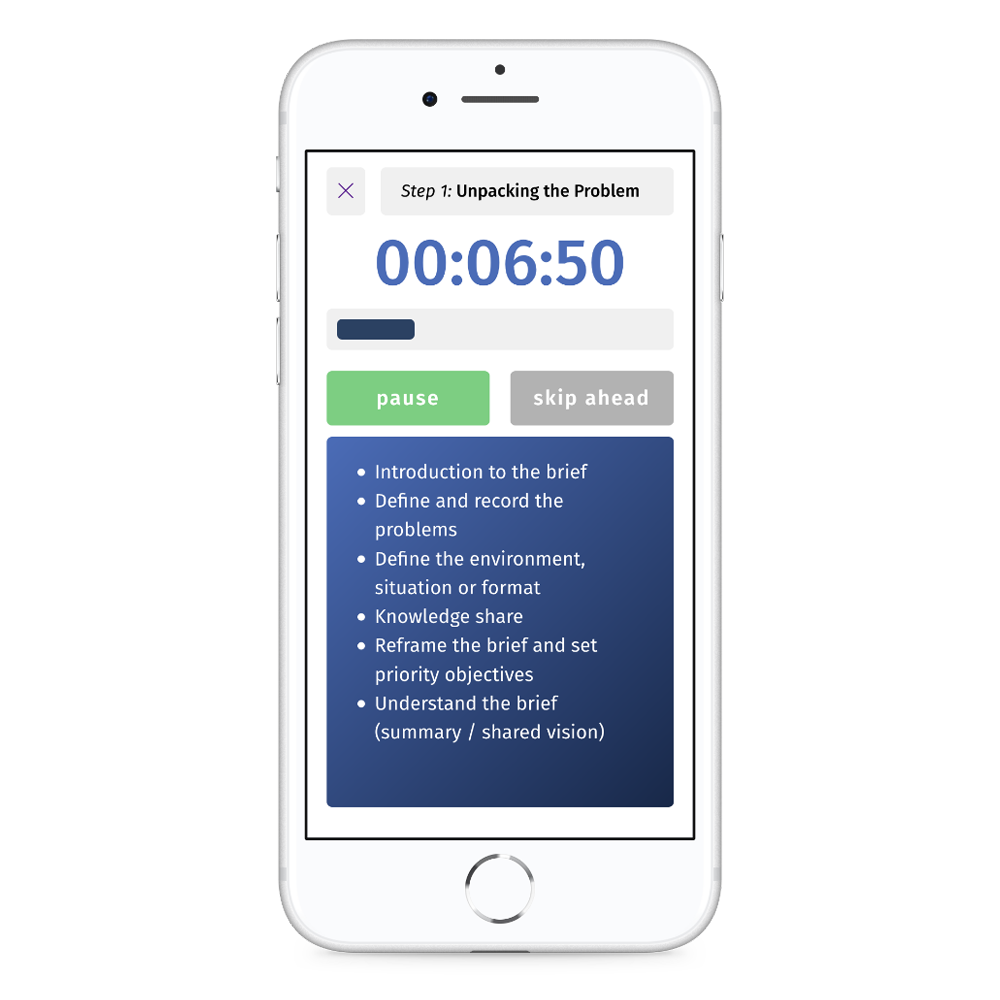 Step 1: Unpacking the Problem
00:06:50
pause
skip ahead
• Introduction to the brief
• Define and record the
problems
• Define the environment,
situation or format
• Knowledge share
• Reframe the brief and set
priority objectives
• Understand the brief
(summary / shared vision)